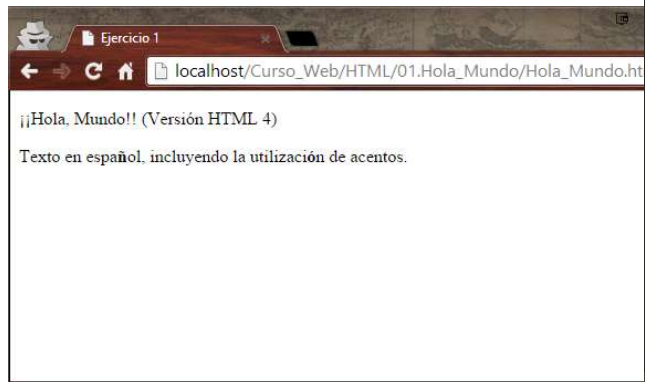 Ejercicio 1
localhost/Curso_Web/HTML/01.Hola_Mundo/Hola_Mundo.ht
¡¡Hola, Mundo!! (Versión HTML 4)
Texto en español, incluyendo la utilización de acentos.